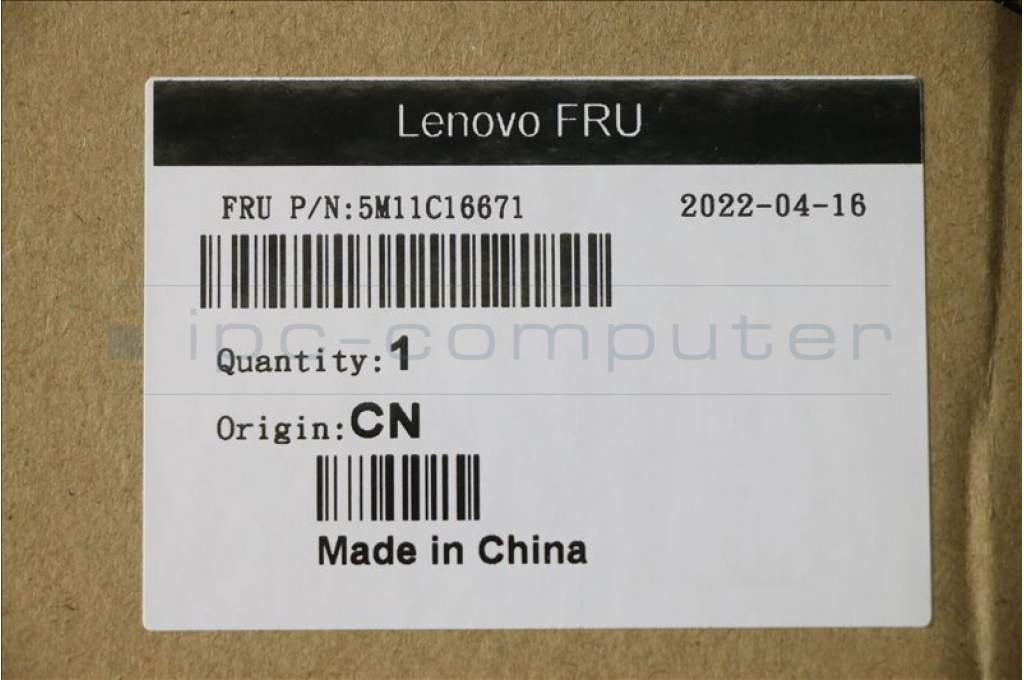 Lenovo FRU
FRU P/N:5M11C16671 2022-04-16
ipc-computer
Quantity:1
Origin:CN
Made in China